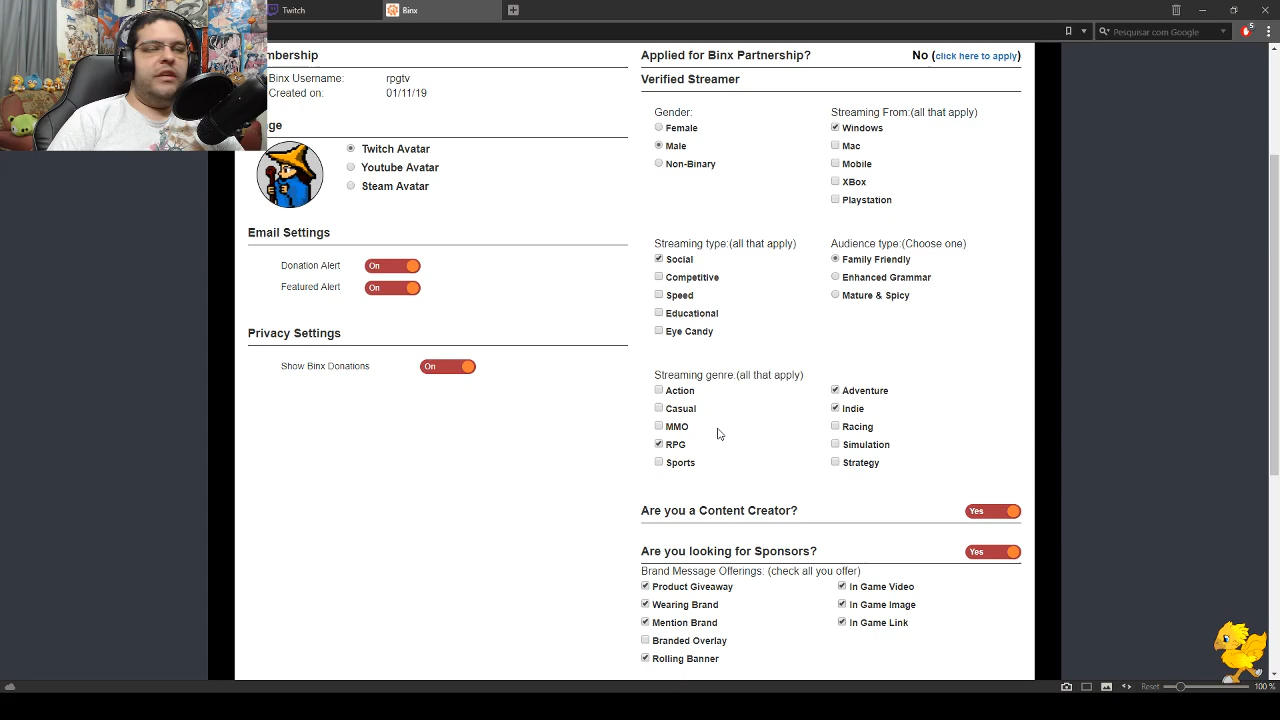 Twitch
Binx
Pesquisar com Google
5
mbership
Binx Username: rpgtv
Created on: 01/11/19
ge
Twitch Avatar
Youtube Avatar
Steam Avatar
Email Settings
Donation Alert On
Featured Alert On
Privacy Settings
Show Binx Donations On
Applied for Binx Partnership? No (click here to apply)
Verified Streamer
Gender:
Female
Male
Non-Binary
Streaming From:(all that apply)
Windows
Mac
Mobile
XBox
Playstation
Streaming type:(all that apply)
Social
Competitive
Speed
Educational
Eye Candy
Audience type:(Choose one)
Family Friendly
Enhanced Grammar
Mature & Spicy
Streaming genre:(all that apply)
Action
Casual
MMO
RPG
Sports
Adventure
Indie
Racing
Simulation
Strategy
Are you a Content Creator? Yes
Are you looking for Sponsors? Yes
Brand Message Offerings: (check all you offer)
Product Giveaway
Wearing Brand
Mention Brand
Branded Overlay
Rolling Banner
In Game Video
In Game Image
In Game Link
Reset
100 %